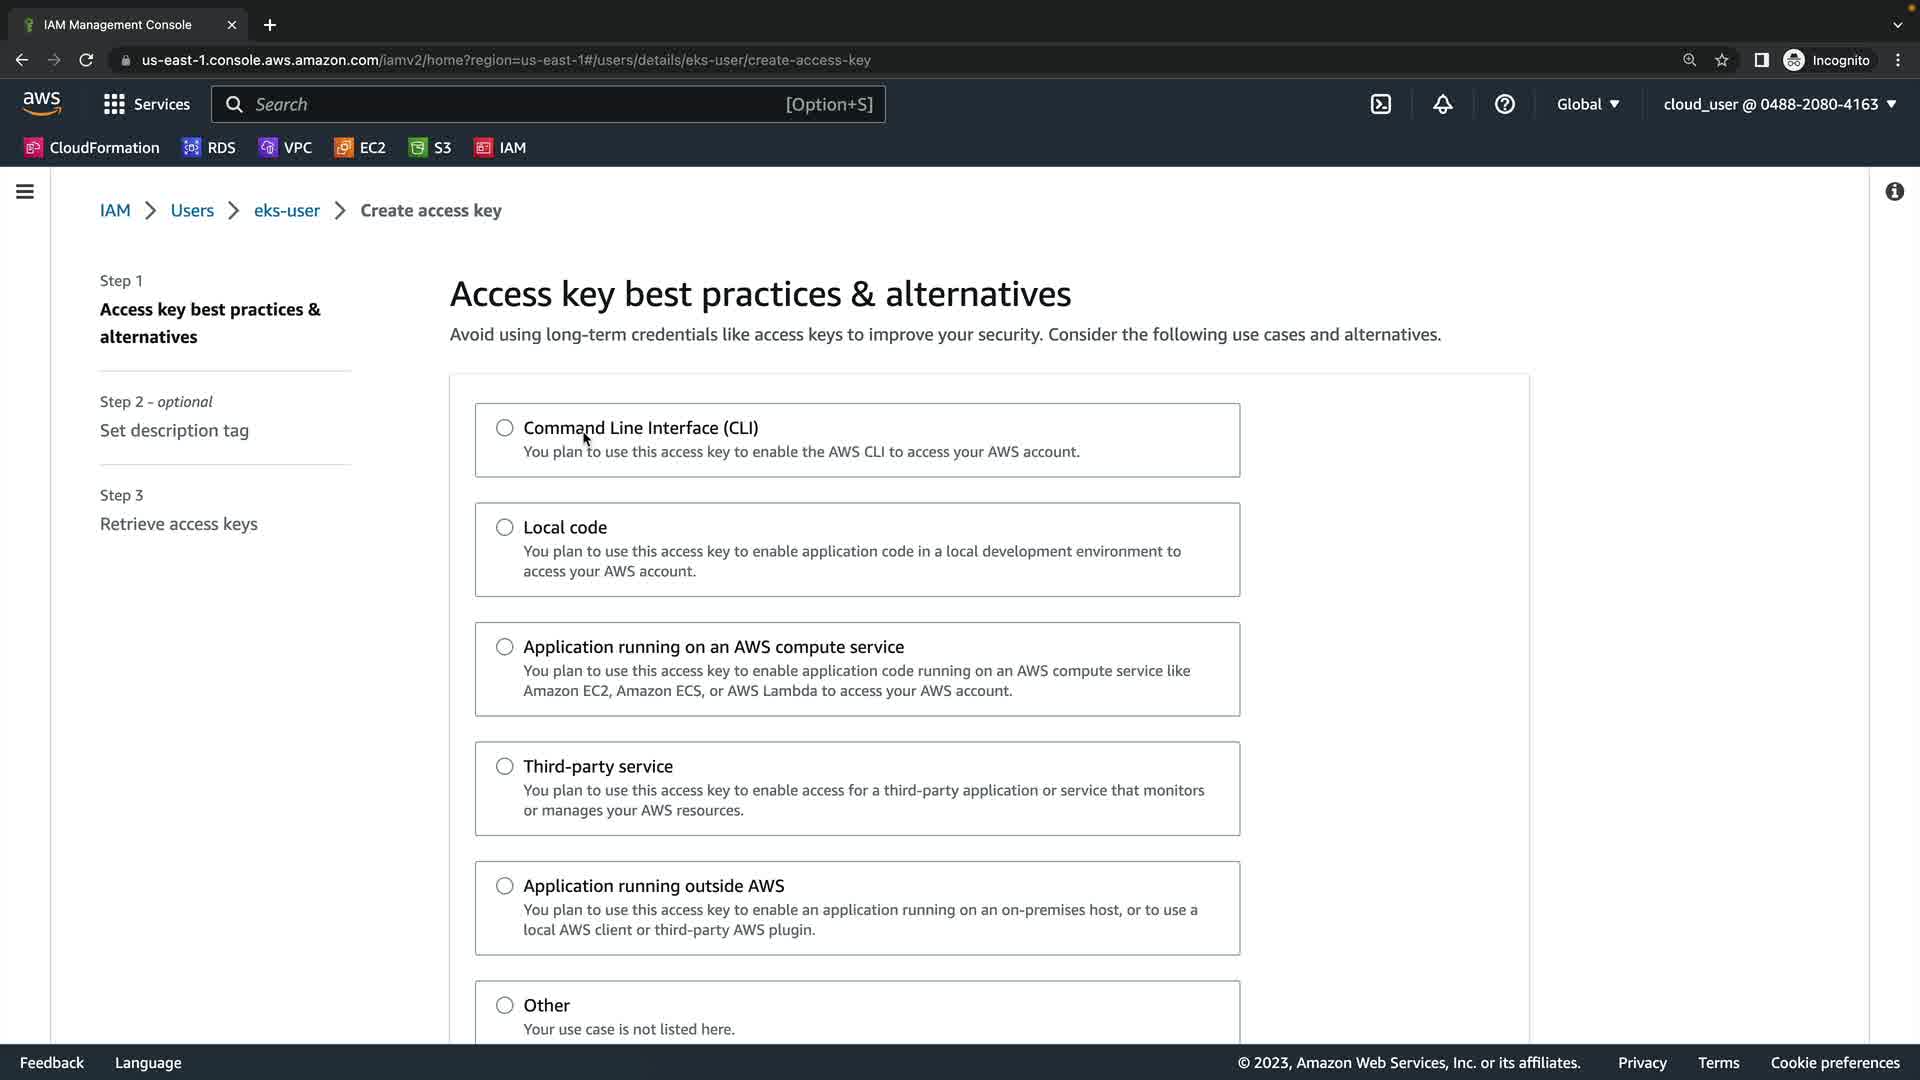 IAM Management Console
us-east-1.console.aws.amazon.com/iamv2/home?region=us-east-1#/users/details/eks-user/create-access-key
Incognito
aws
Services
Search
[Option+S]
Global
cloud_user @ 0488-2080-4163
CloudFormation
RDS
VPC
EC2
S3
IAM
IAM
Users
eks-user
Create access key
Step 1
Access key best practices &
alternatives
Step 2 - optional
Set description tag
Step 3
Retrieve access keys
Access key best practices & alternatives
Avoid using long-term credentials like access keys to improve your security. Consider the following use cases and alternatives.
Command Line Interface (CLI)
You plan to use this access key to enable the AWS CLI to access your AWS account.
Local code
You plan to use this access key to enable application code in a local development environment to
access your AWS account.
Application running on an AWS compute service
You plan to use this access key to enable application code running on an AWS compute service like
Amazon EC2, Amazon ECS, or AWS Lambda to access your AWS account.
Third-party service
You plan to use this access key to enable access for a third-party application or service that monitors
or manages your AWS resources.
Application running outside AWS
You plan to use this access key to enable an application running on an on-premises host, or to use a
local AWS client or third-party AWS plugin.
Other
Your use case is not listed here.
Feedback
Language
© 2023, Amazon Web Services, Inc. or its affiliates.
Privacy
Terms
Cookie preferences